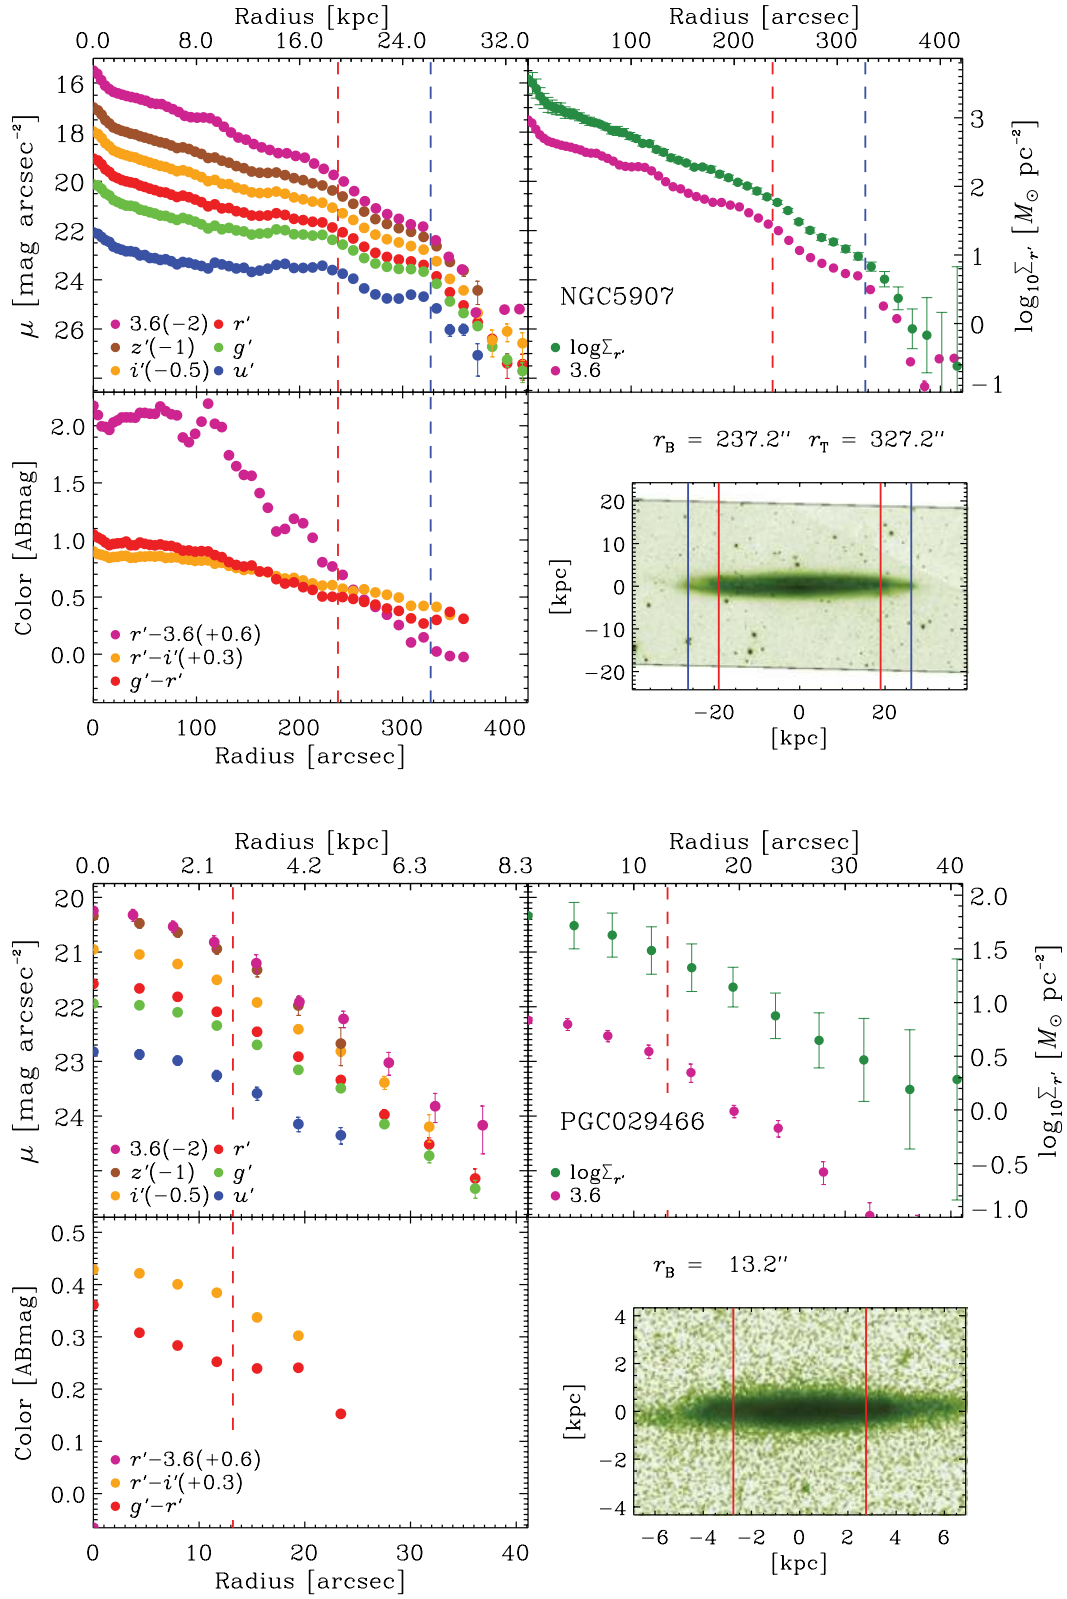 Radius [kpc] Radius [arcsec]
0.0 8.0 16.0 24.0 32.0 100 200 300 400
16
18
20
22
24
26
μ [mag arcsec⁻²]
3.6(−2) r′
z′(−1) g′
i′(−0.5) u′
NGC5907
logΣr′
3.6
3
2
1
0
−1
log₁₀Σr′ [M⊙ pc⁻²]
2.0
1.5
1.0
0.5
0.0
Color [ABmag]
r′−3.6(+0.6)
r′−i′(+0.3)
g′−r′
0 100 200 300 400
Radius [arcsec]
rB = 237.2″ rT = 327.2″
20
10
0
−10
−20
[kpc]
−20 0 20
[kpc]
Radius [kpc] Radius [arcsec]
0.0 2.1 4.2 6.3 8.3 10 20 30 40
20
21
22
23
24
μ [mag arcsec⁻²]
3.6(−2) r′
z′(−1) g′
i′(−0.5) u′
PGC029466
logΣr′
3.6
2.0
1.5
1.0
0.5
0.0
−0.5
−1.0
log₁₀Σr′ [M⊙ pc⁻²]
0.5
0.4
0.3
0.2
0.1
0.0
Color [ABmag]
r′−3.6(+0.6)
r′−i′(+0.3)
g′−r′
0 10 20 30 40
Radius [arcsec]
rB = 13.2″
4
2
0
−2
−4
[kpc]
−6 −4 −2 0 2 4 6
[kpc]